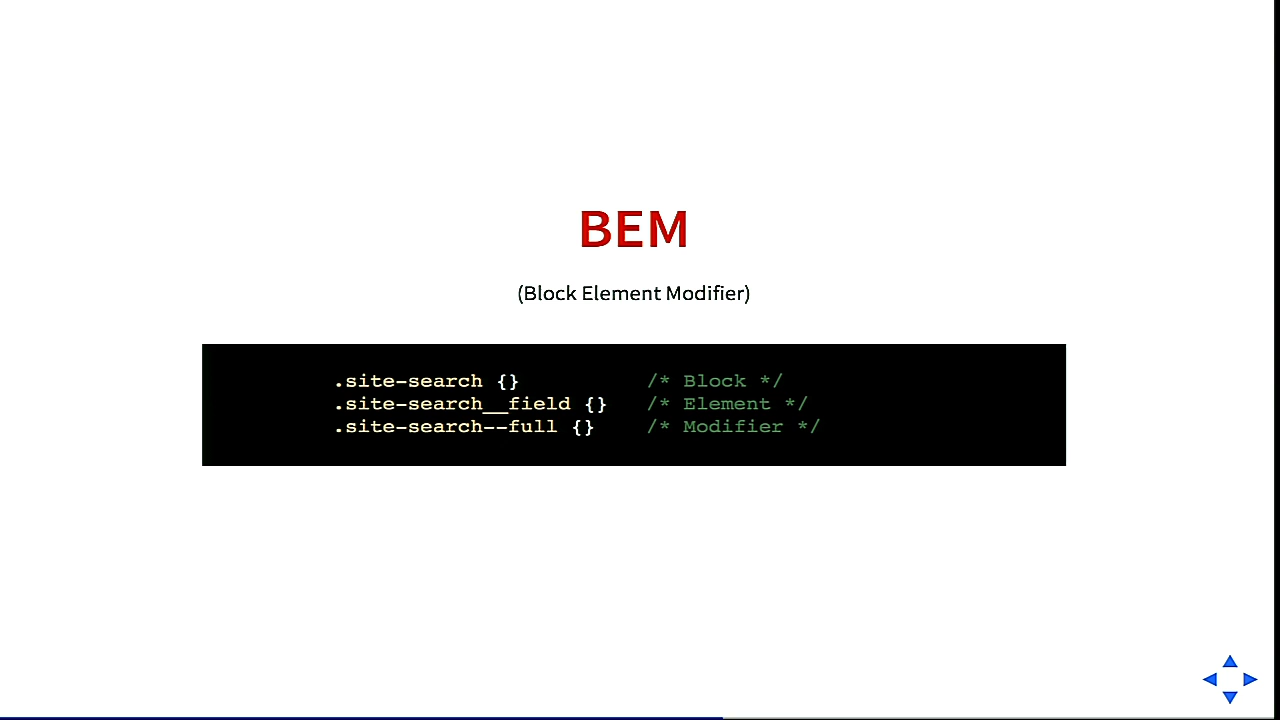 BEM
(Block Element Modifier)
.site-search {} /* Block */
.site-search__field {} /* Element */
.site-search--full {} /* Modifier */